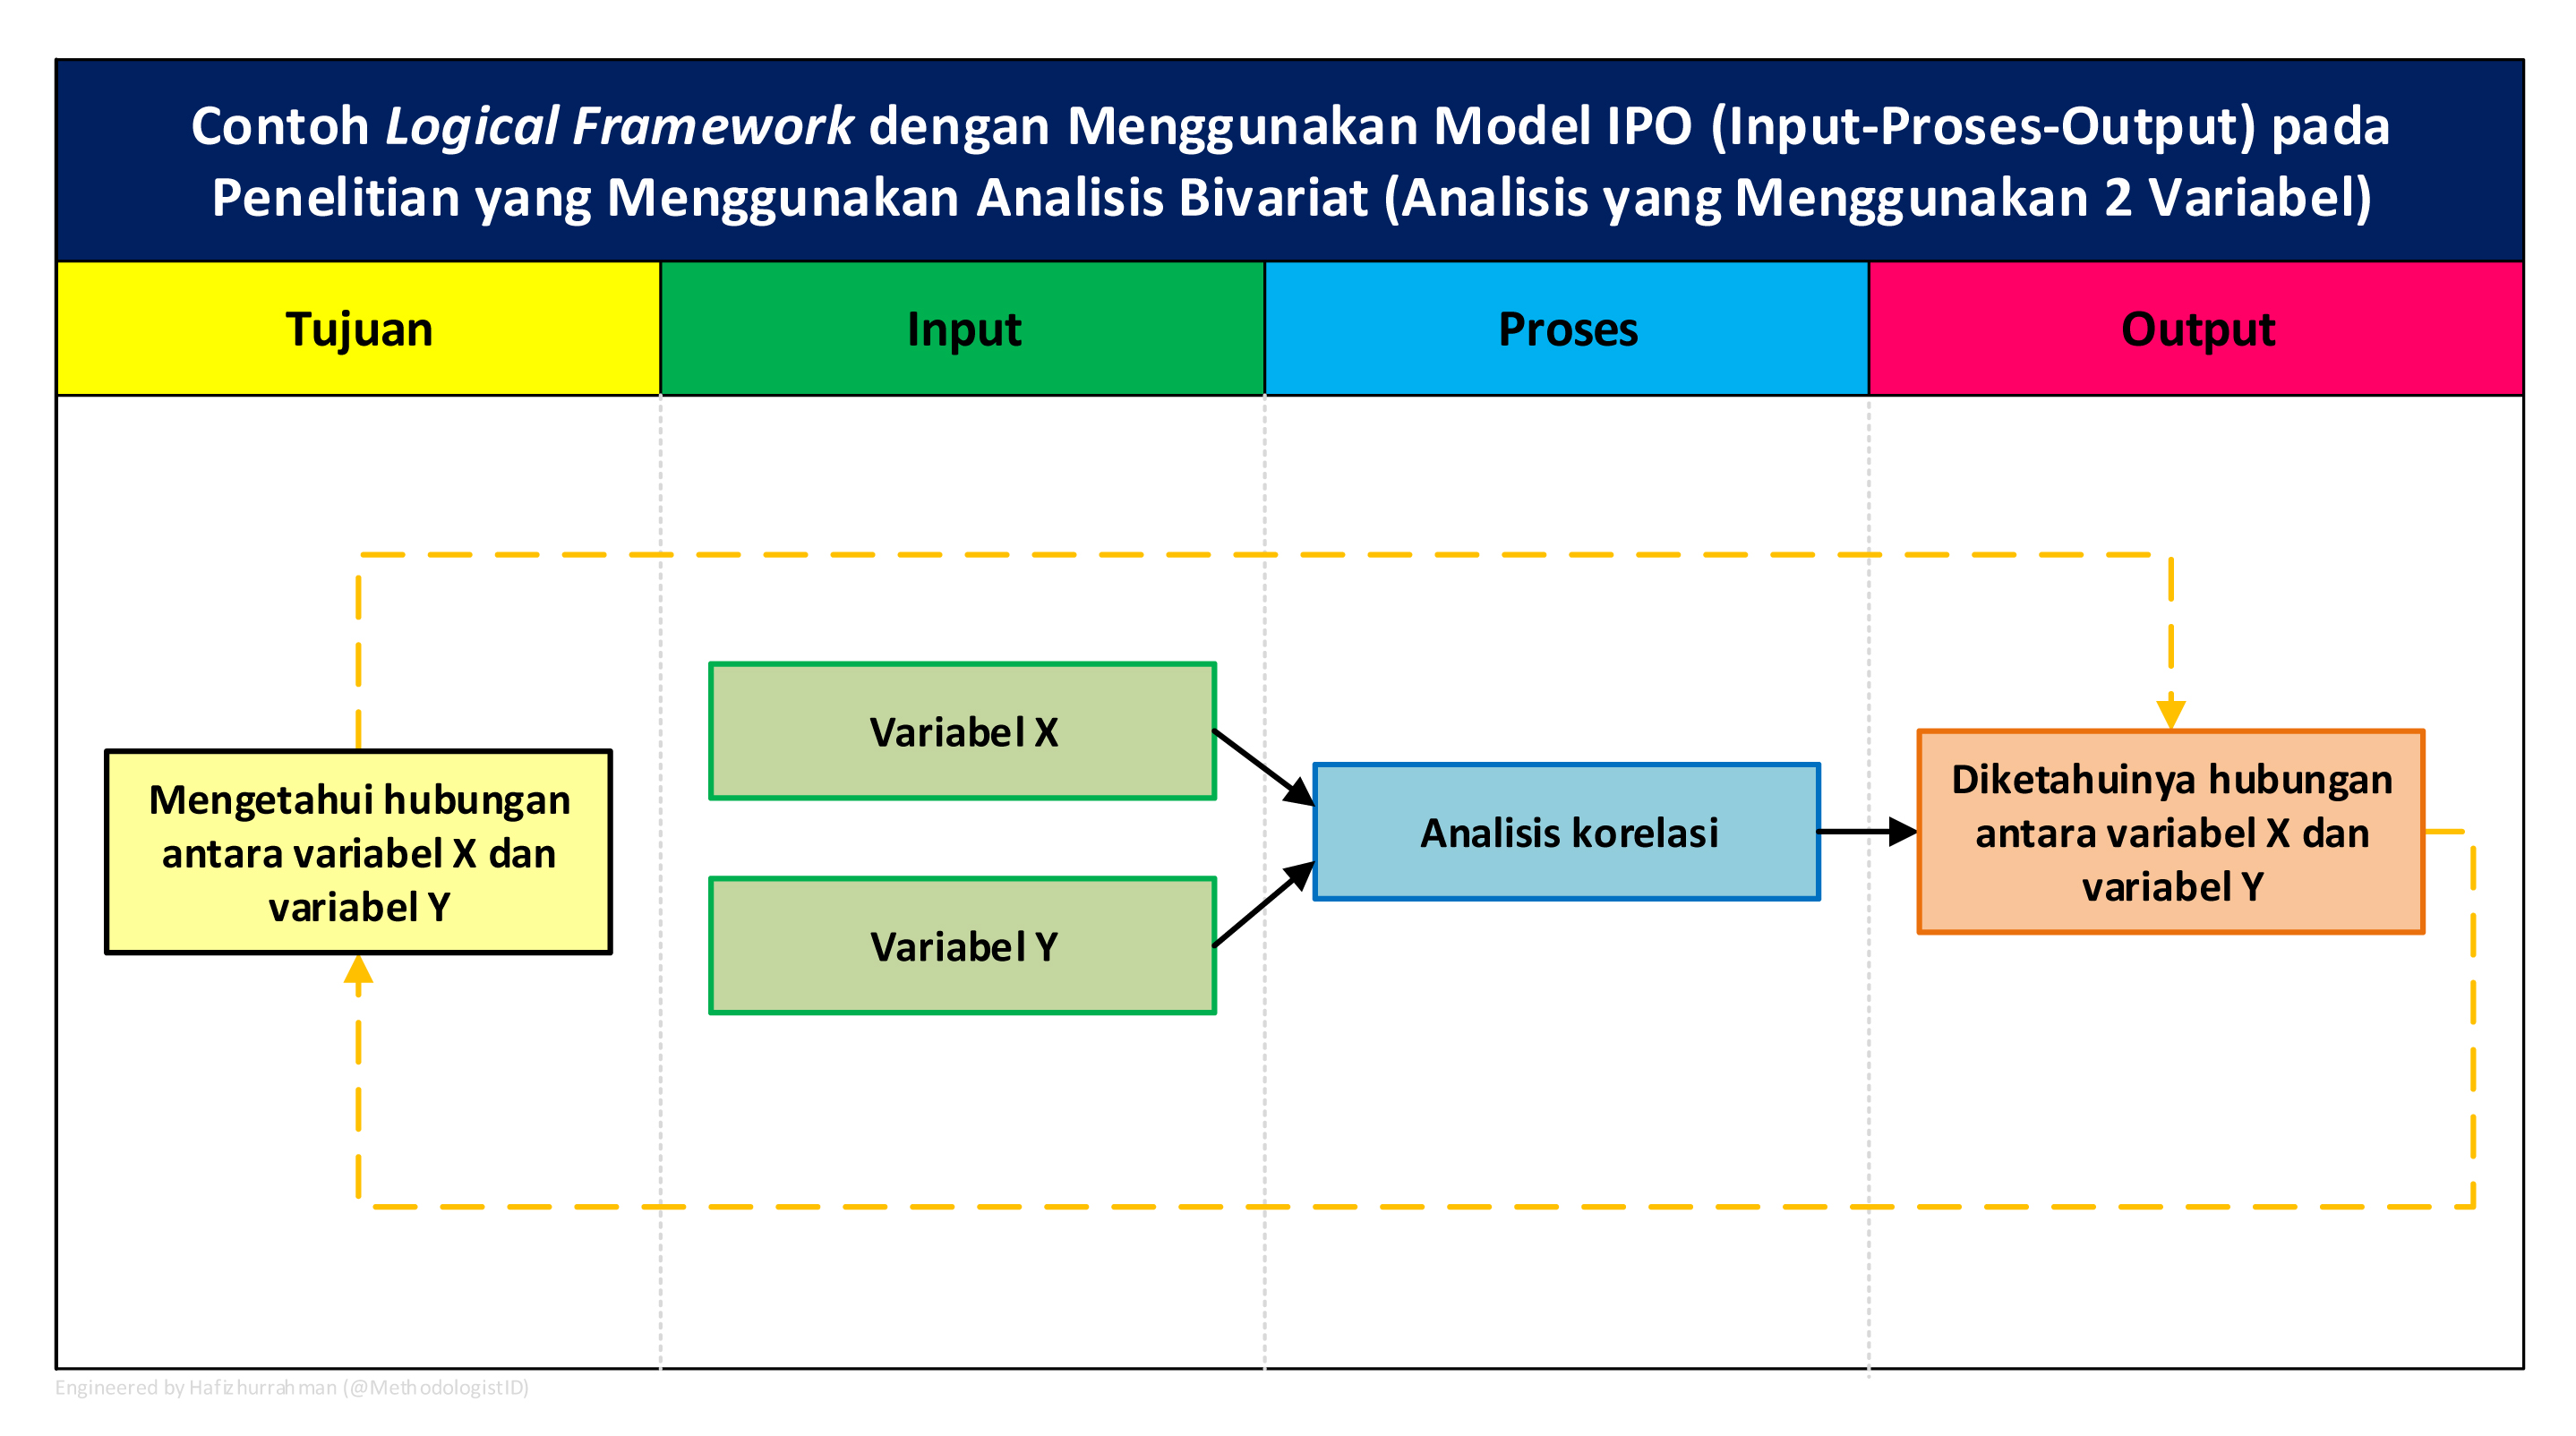 Contoh Logical Framework dengan Menggunakan Model IPO (Input-Proses-Output) pada
Penelitian yang Menggunakan Analisis Bivariat (Analisis yang Menggunakan 2 Variabel)
Tujuan
Input
Proses
Output
Mengetahui hubungan
antara variabel X dan
variabel Y
Variabel X
Variabel Y
Analisis korelasi
Diketahuinya hubungan
antara variabel X dan
variabel Y
Engineered by Hafizhurrahman (@MethodologistID)